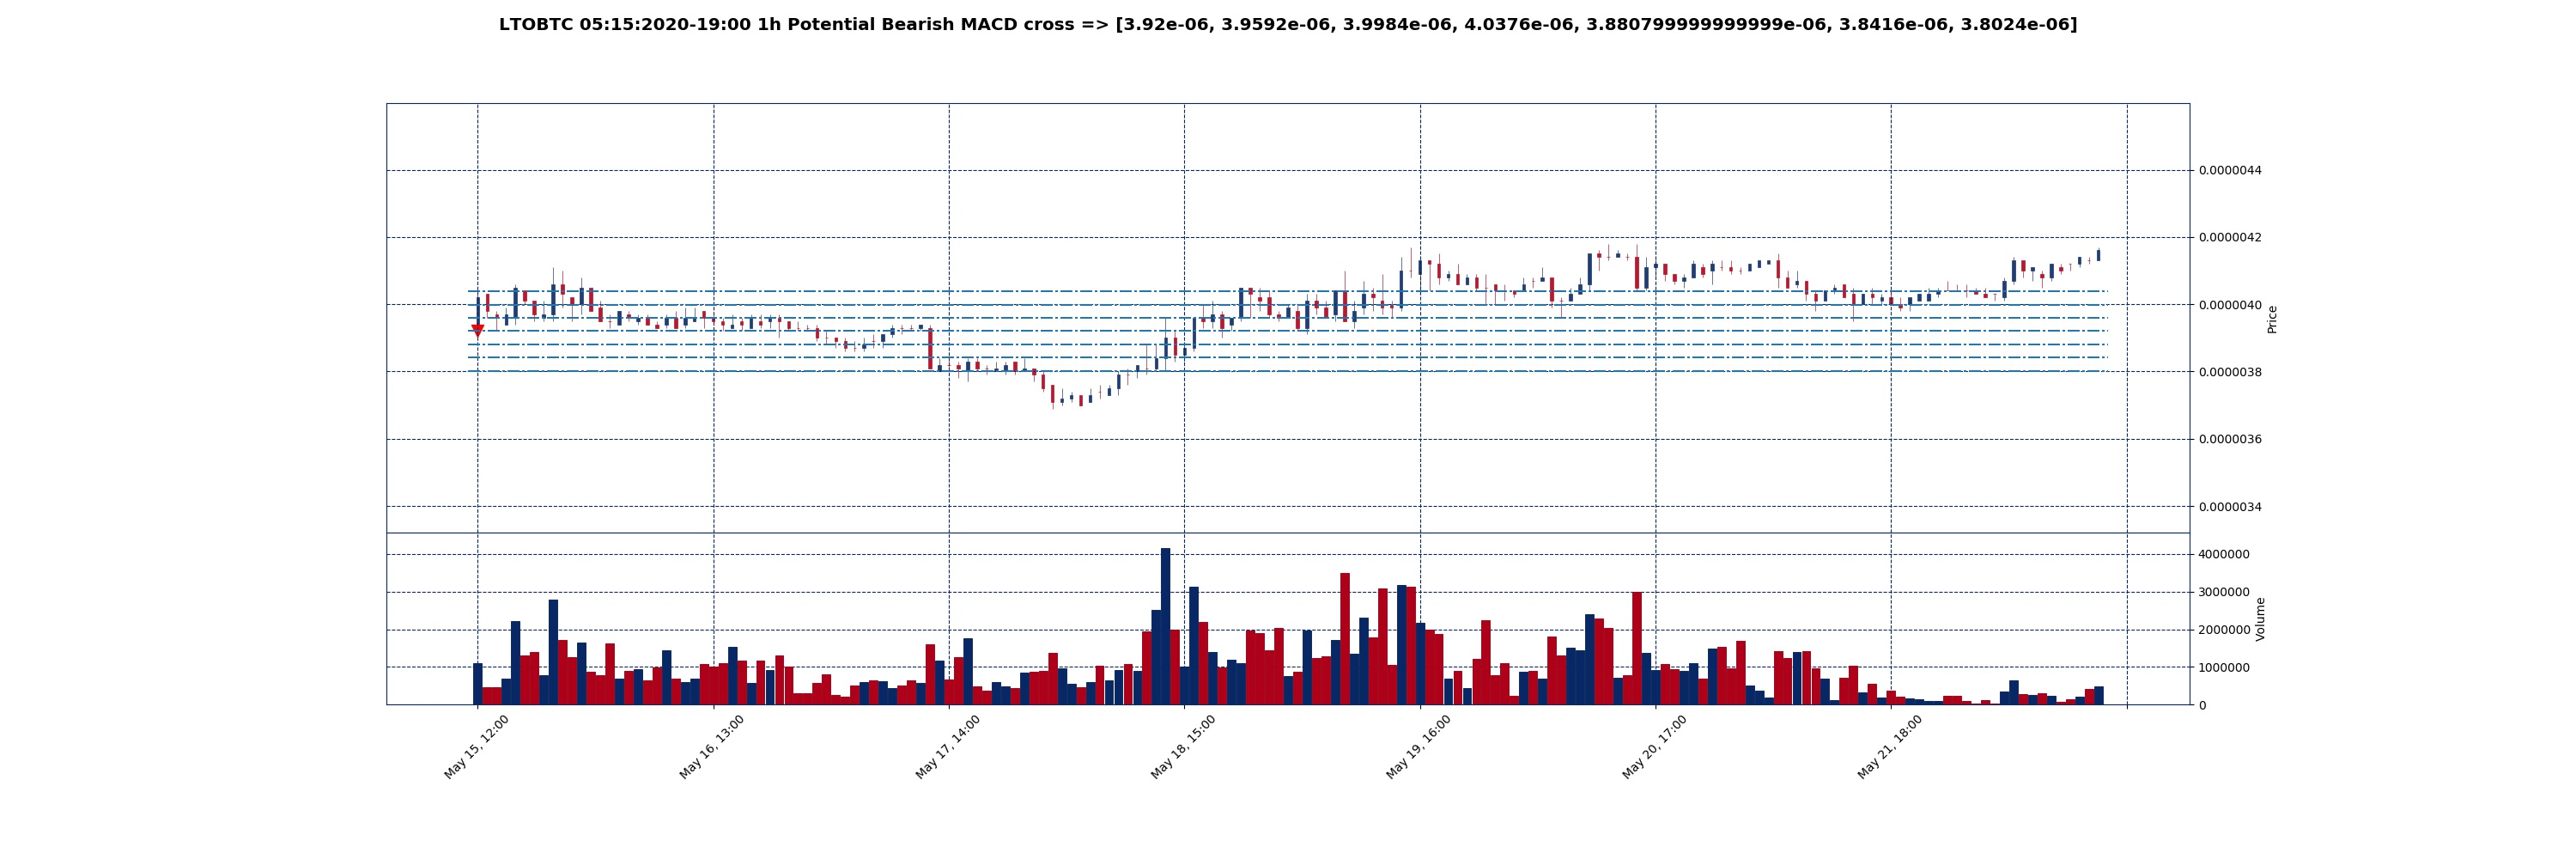 LTOBTC 05:15:2020-19:00 1h Potential Bearish MACD cross => [3.92e-06, 3.9592e-06, 3.9984e-06, 4.0376e-06, 3.880799999999999e-06, 3.8416e-06, 3.8024e-06]
0.0000044
0.0000042
0.0000040
Price
0.0000038
0.0000036
0.0000034
4000000
3000000
Volume
2000000
1000000
0
May 15, 12:00
May 16, 13:00
May 17, 14:00
May 18, 15:00
May 19, 16:00
May 20, 17:00
May 21, 18:00